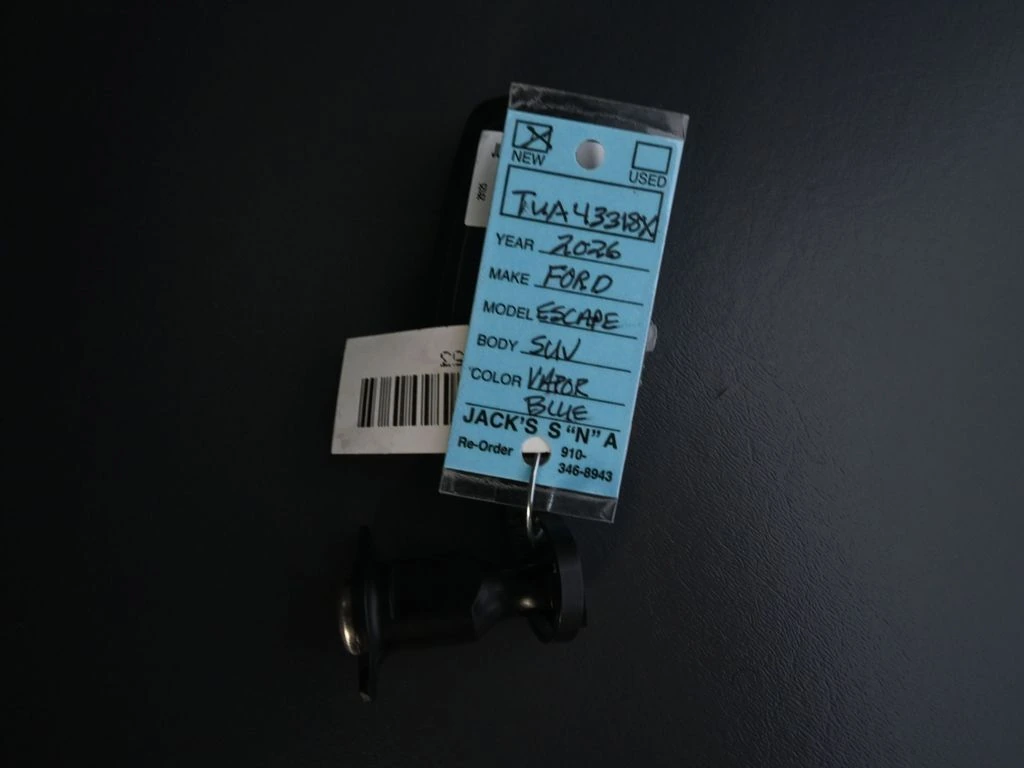 NEW
USED
TUA43318X
YEAR 2026
MAKE FORD
MODEL ESCAPE
BODY SUV
COLOR VAPOR
BLUE
JACK'S S "N" A
Re-Order 910-
346-8943